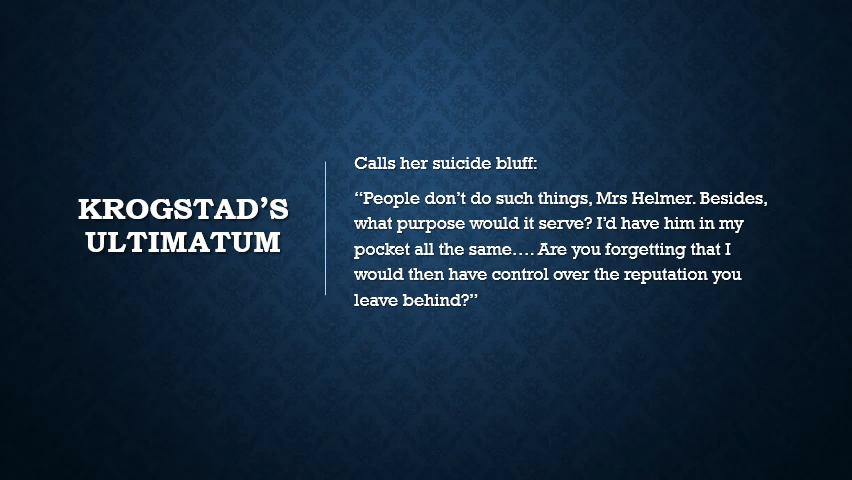 KROGSTAD’S
ULTIMATUM
Calls her suicide bluff:
“People don’t do such things, Mrs Helmer. Besides,
what purpose would it serve? I’d have him in my
pocket all the same…. Are you forgetting that I
would then have control over the reputation you
leave behind?”